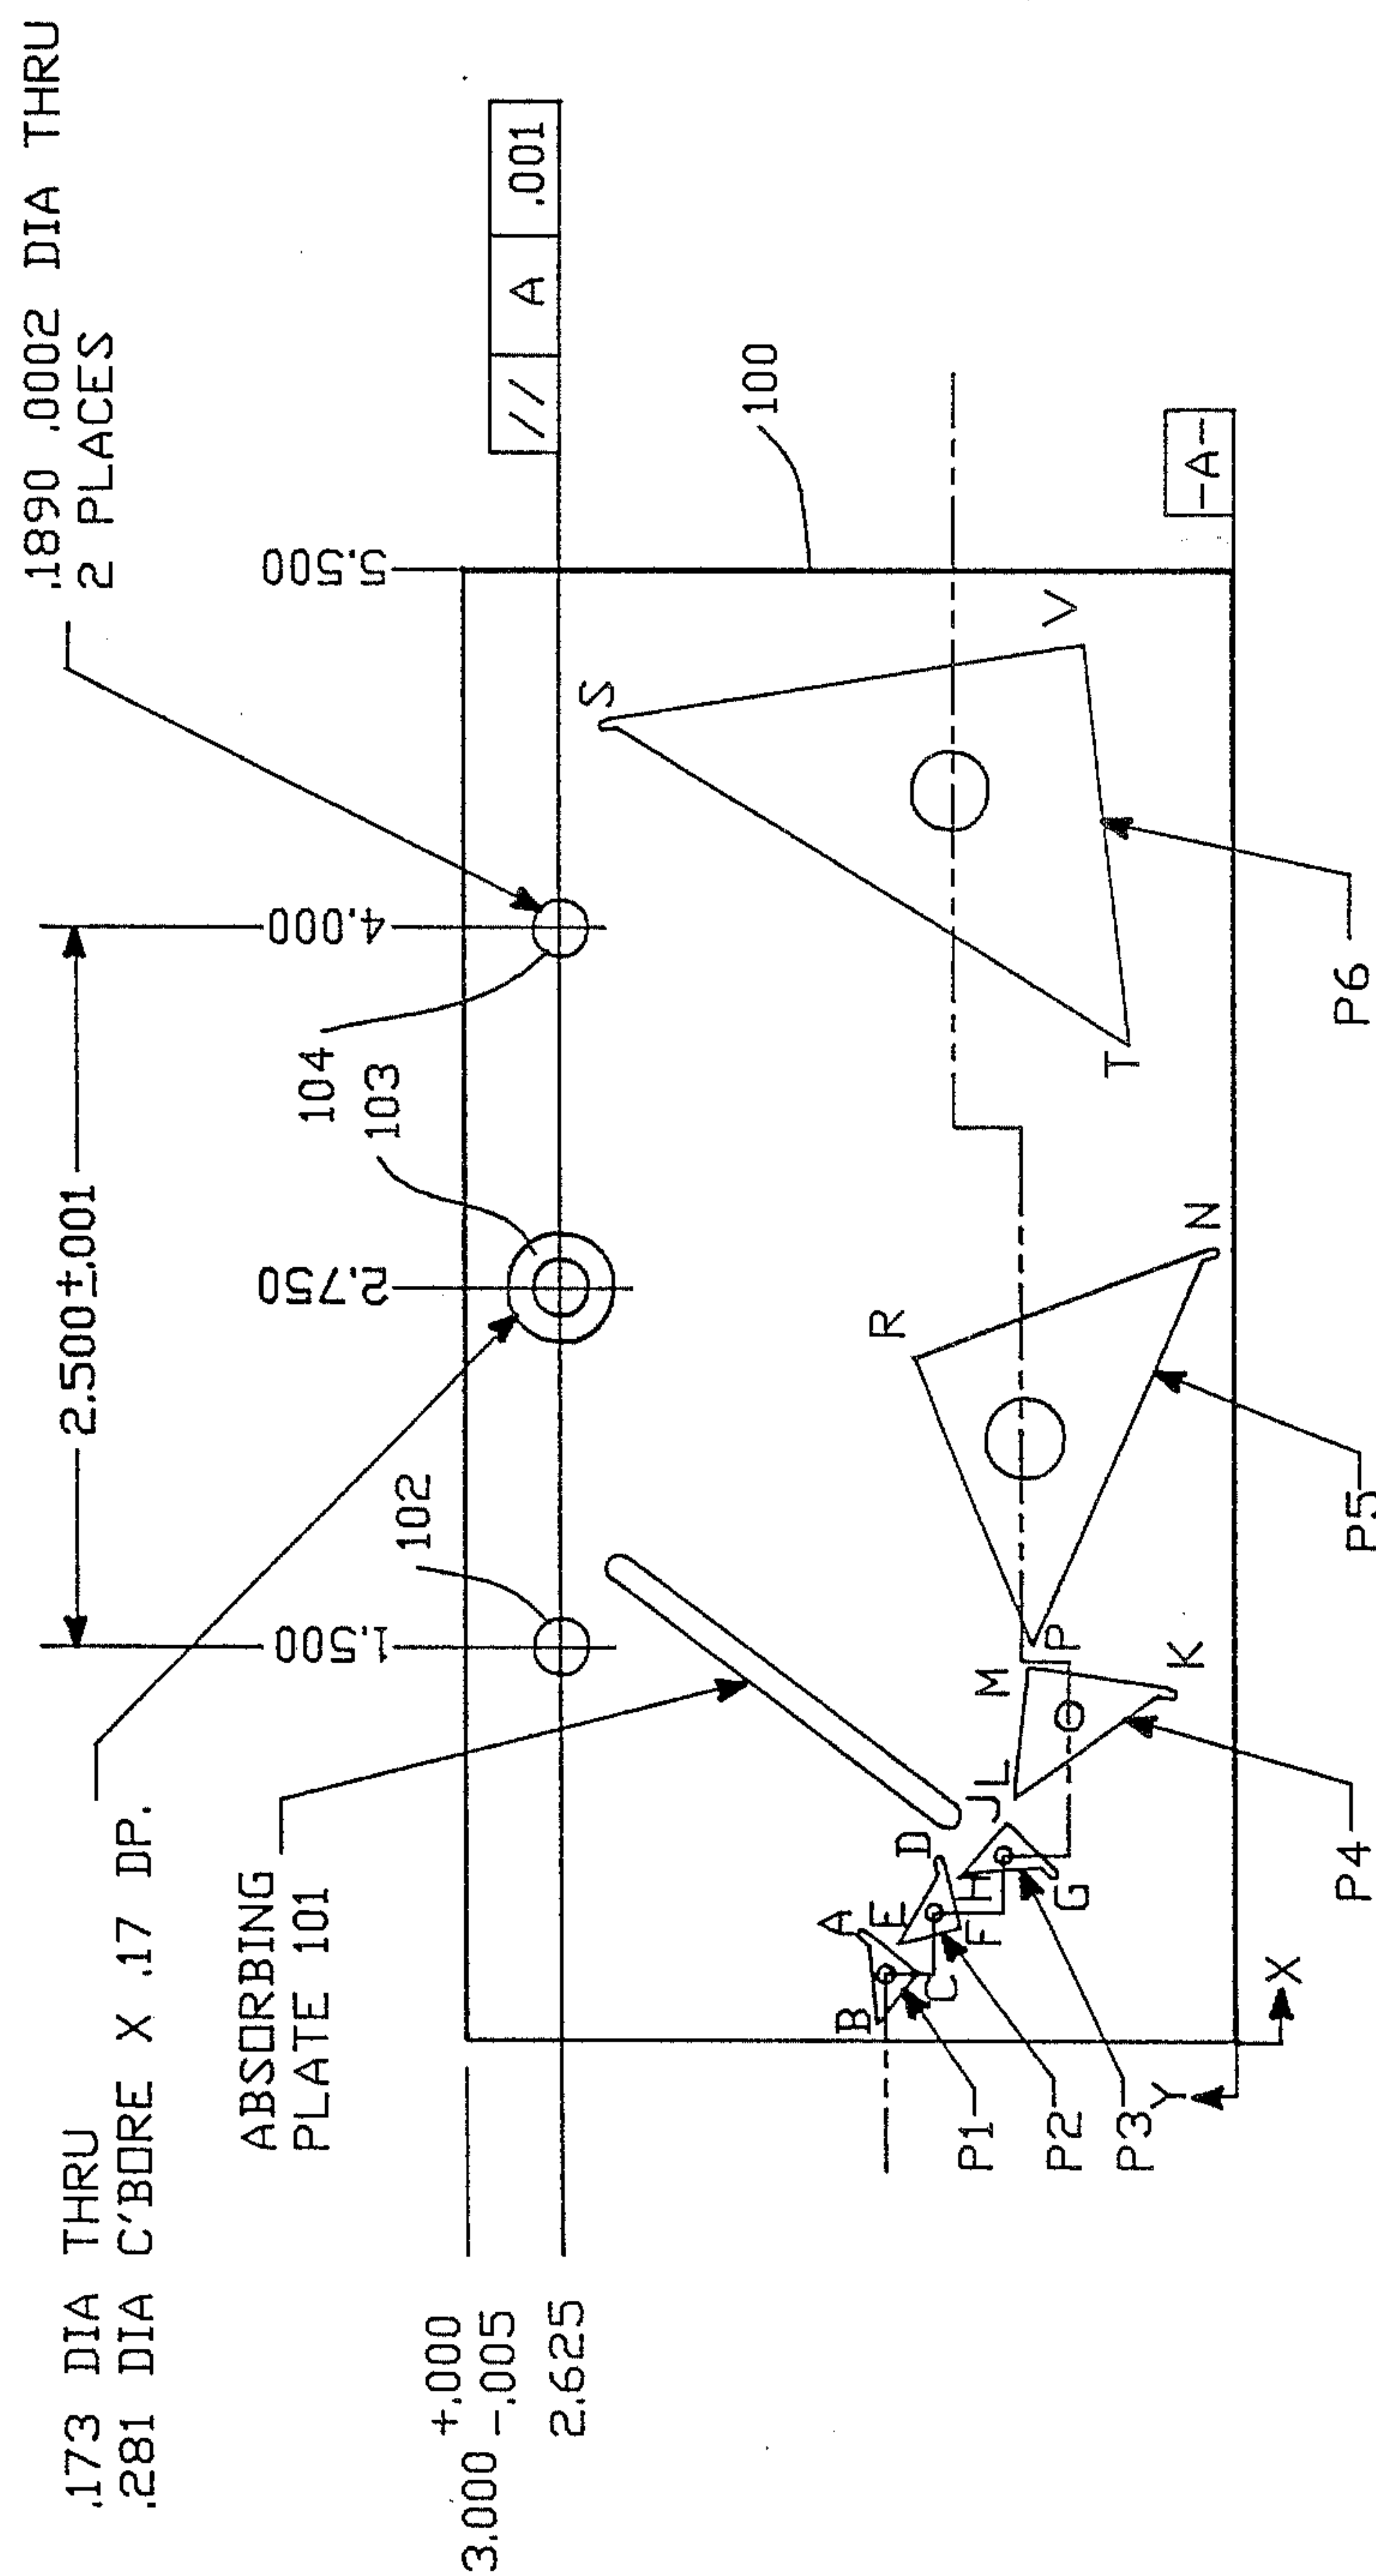 .1890 .0002 DIA THRU
2 PLACES
2.500±.001
.173 DIA THRU
.281 DIA C'BORE X .17 DP.
ABSORBING
PLATE 101
1.500
2.750
4.000
5.500
102
103
104
// A .001
3.000 +.000
-.005
2.625
100
-A-
A
B
C
D
E
F
G
H
J
K
L
M
N
P
R
S
T
V
P1
P2
P3
P4
P5
P6
Y
X